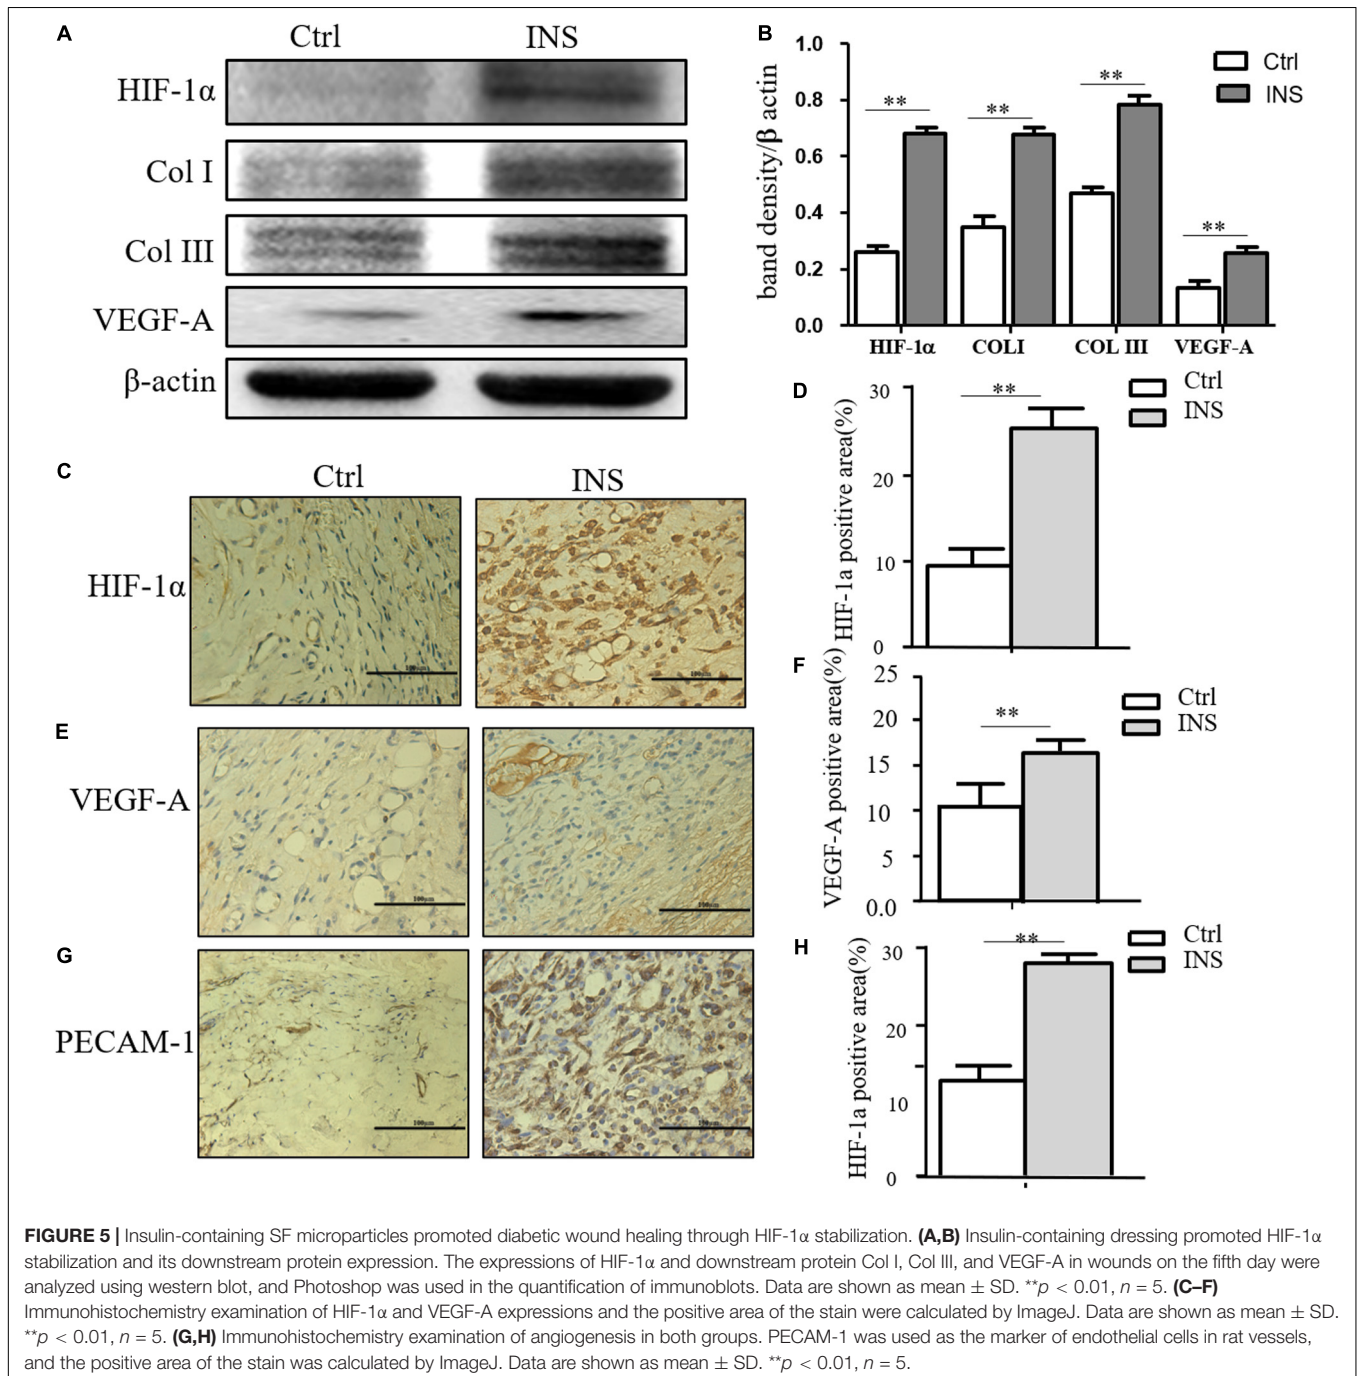 A
Ctrl INS
HIF-1α
Col I
Col III
VEGF-A
β-actin
B
band density/β actin
1.0
0.8
0.6
0.4
0.2
0.0
** ** ** **
Ctrl
INS
HIF-1α COLI COL III VEGF-A
C
Ctrl INS
HIF-1α
100μm 100μm
D
HIF-1a positive area(%)
30
20
10
0
**
Ctrl
INS
E
VEGF-A
100μm 100μm
F
VEGF-A positive area(%)
25
20
15
10
5
0.0
**
Ctrl
INS
G
PECAM-1
100μm 100μm
H
HIF-1a positive area(%)
30
20
10
0
**
Ctrl
INS
FIGURE 5 | Insulin-containing SF microparticles promoted diabetic wound healing through HIF-1α stabilization. (A,B) Insulin-containing dressing promoted HIF-1α
stabilization and its downstream protein expression. The expressions of HIF-1α and downstream protein Col I, Col III, and VEGF-A in wounds on the fifth day were
analyzed using western blot, and Photoshop was used in the quantification of immunoblots. Data are shown as mean ± SD. **p < 0.01, n = 5. (C–F)
Immunohistochemistry examination of HIF-1α and VEGF-A expressions and the positive area of the stain were calculated by ImageJ. Data are shown as mean ± SD.
**p < 0.01, n = 5. (G,H) Immunohistochemistry examination of angiogenesis in both groups. PECAM-1 was used as the marker of endothelial cells in rat vessels,
and the positive area of the stain was calculated by ImageJ. Data are shown as mean ± SD. **p < 0.01, n = 5.